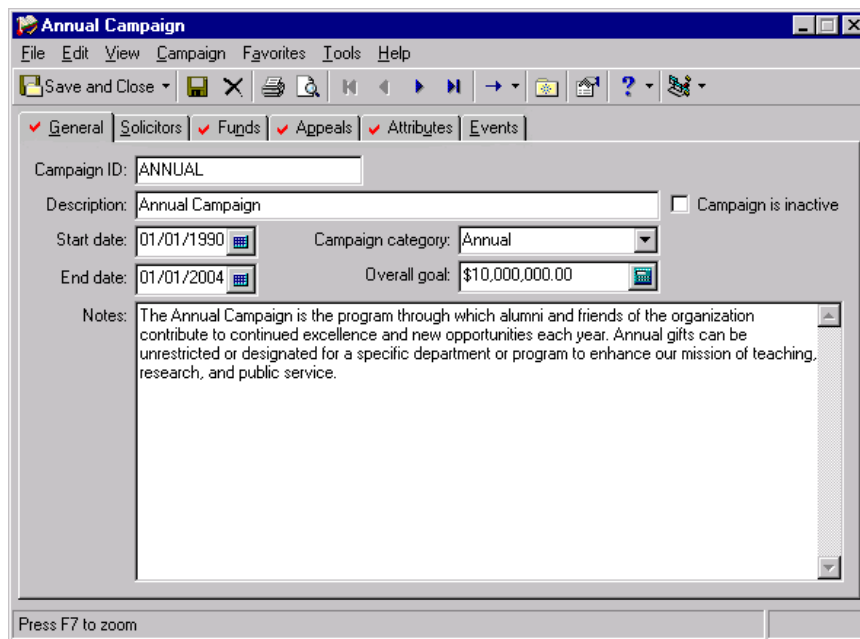 Annual Campaign
File Edit View Campaign Favorites Tools Help
Save and Close
General Solicitors Funds Appeals Attributes Events
Campaign ID: ANNUAL
Description: Annual Campaign Campaign is inactive
Start date: 01/01/1990 Campaign category: Annual
End date: 01/01/2004 Overall goal: $10,000,000.00
Notes: The Annual Campaign is the program through which alumni and friends of the organization
contribute to continued excellence and new opportunities each year. Annual gifts can be
unrestricted or designated for a specific department or program to enhance our mission of teaching,
research, and public service.
Press F7 to zoom